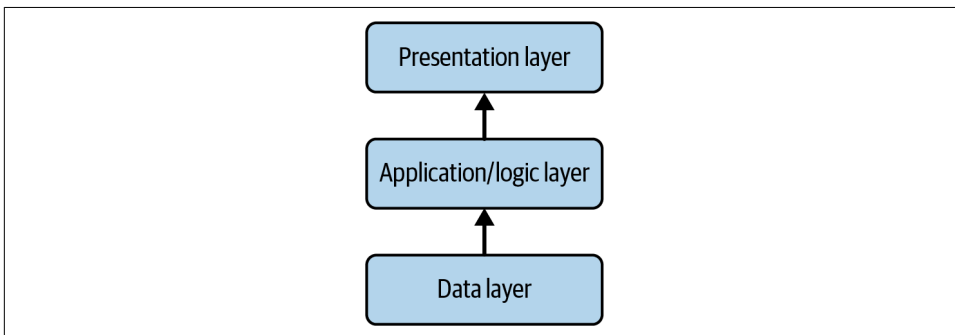 Presentation layer
Application/logic layer
Data layer